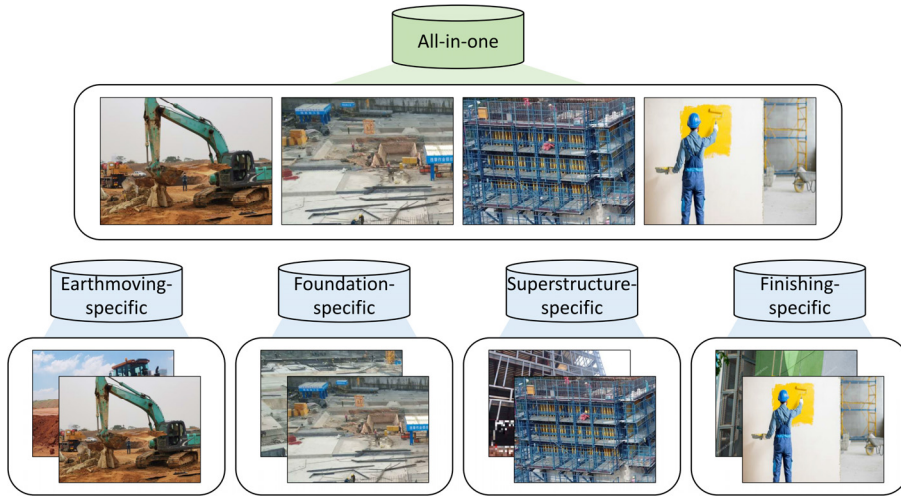 All-in-one
Earthmoving-
specific
Foundation-
specific
Superstructure-
specific
Finishing-
specific